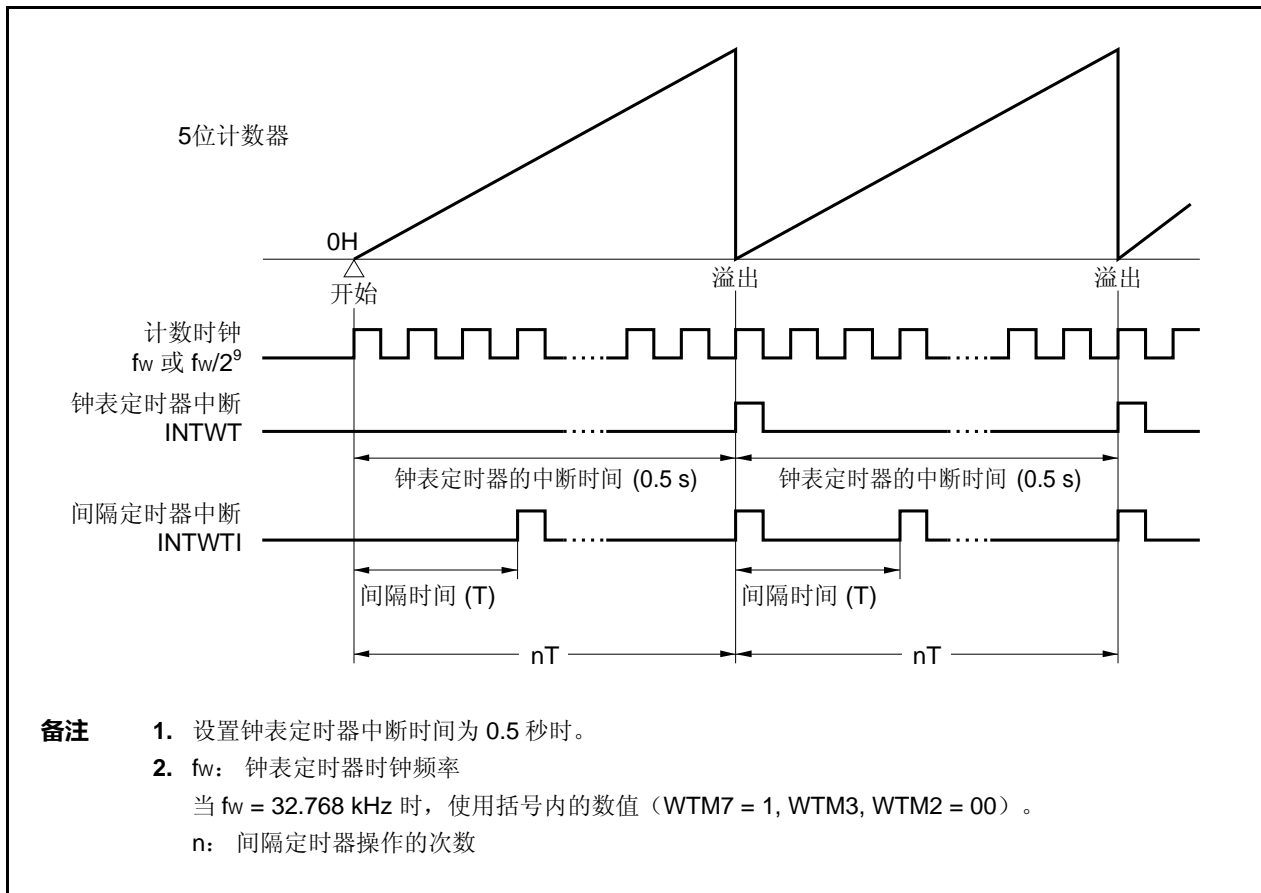 5位计数器
0H
开始
溢出
溢出
计数时钟
fw 或 fw/2⁹
钟表定时器中断
INTWT
钟表定时器的中断时间 (0.5 s)
钟表定时器的中断时间 (0.5 s)
间隔定时器中断
INTWTI
间隔时间 (T)
间隔时间 (T)
nT
nT
备注 1. 设置钟表定时器中断时间为 0.5 秒时。
2. fw： 钟表定时器时钟频率
当 fw = 32.768 kHz 时，使用括号内的数值（WTM7 = 1, WTM3, WTM2 = 00）。
n： 间隔定时器操作的次数